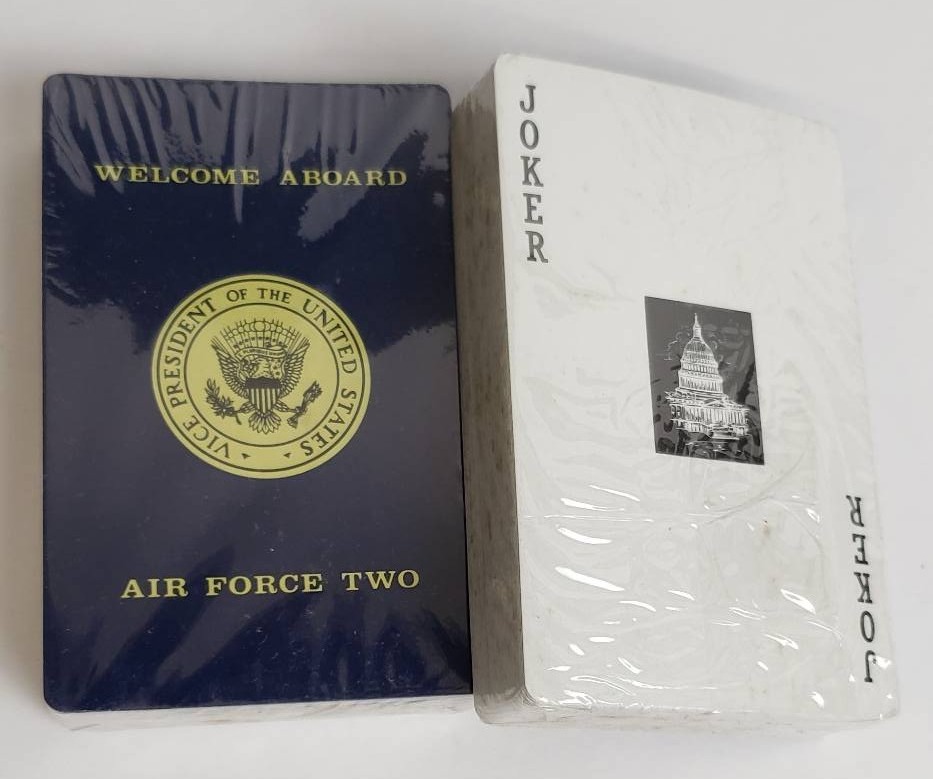 WELCOME ABOARD
VICE PRESIDENT OF THE UNITED STATES
AIR FORCE TWO
JOKER
JOKER